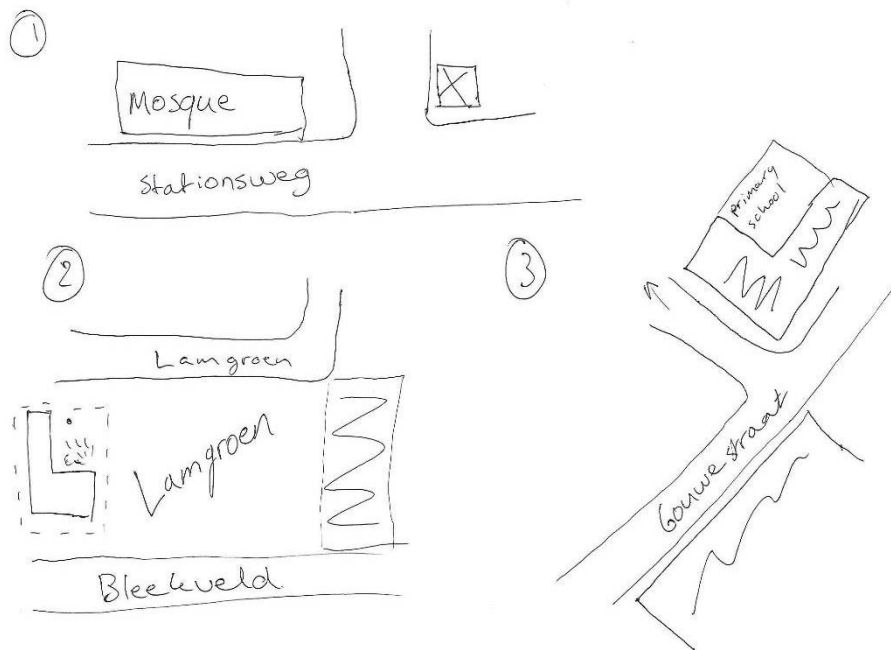 1
Mosque
Stationsweg
2
Lamgroen
Lamgroen
Bleekveld
3
primary
school
Gouwestraat